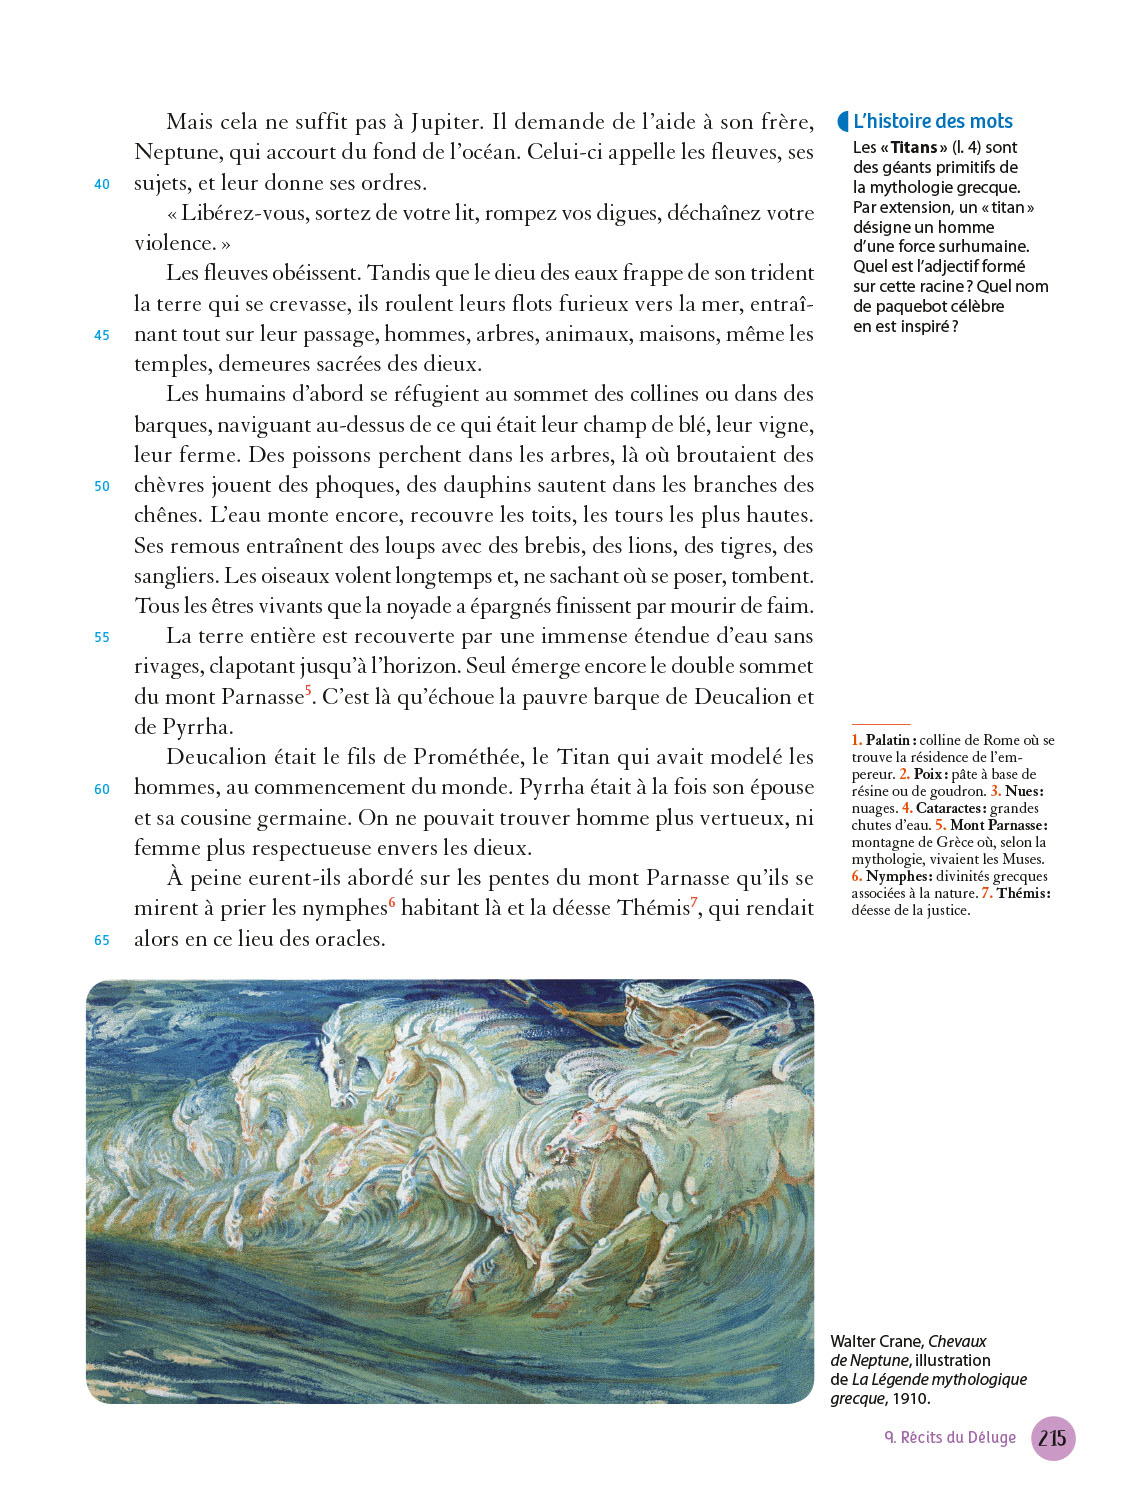 Mais cela ne suffit pas à Jupiter. Il demande de l’aide à son frère,
Neptune, qui accourt du fond de l’océan. Celui-ci appelle les fleuves, ses
40 sujets, et leur donne ses ordres.
« Libérez-vous, sortez de votre lit, rompez vos digues, déchaînez votre
violence. »
Les fleuves obéissent. Tandis que le dieu des eaux frappe de son trident
la terre qui se crevasse, ils roulent leurs flots furieux vers la mer, entraî-
45 nant tout sur leur passage, hommes, arbres, animaux, maisons, même les
temples, demeures sacrées des dieux.
Les humains d’abord se réfugient au sommet des collines ou dans des
barques, naviguant au-dessus de ce qui était leur champ de blé, leur vigne,
leur ferme. Des poissons perchent dans les arbres, là où broutaient des
50 chèvres jouent des phoques, des dauphins sautent dans les branches des
chênes. L’eau monte encore, recouvre les toits, les tours les plus hautes.
Ses remous entraînent des loups avec des brebis, des lions, des tigres, des
sangliers. Les oiseaux volent longtemps et, ne sachant où se poser, tombent.
Tous les êtres vivants que la noyade a épargnés finissent par mourir de faim.
55 La terre entière est recouverte par une immense étendue d’eau sans
rivages, clapotant jusqu’à l’horizon. Seul émerge encore le double sommet
du mont Parnasse5. C’est là qu’échoue la pauvre barque de Deucalion et
de Pyrrha.
Deucalion était le fils de Prométhée, le Titan qui avait modelé les
60 hommes, au commencement du monde. Pyrrha était à la fois son épouse
et sa cousine germaine. On ne pouvait trouver homme plus vertueux, ni
femme plus respectueuse envers les dieux.
À peine eurent-ils abordé sur les pentes du mont Parnasse qu’ils se
mirent à prier les nymphes6 habitant là et la déesse Thémis7, qui rendait
65 alors en ce lieu des oracles.
L’histoire des mots
Les « Titans » (l. 4) sont
des géants primitifs de
la mythologie grecque.
Par extension, un « titan »
désigne un homme
d’une force surhumaine.
Quel est l’adjectif formé
sur cette racine ? Quel nom
de paquebot célèbre
en est inspiré ?
1. Palatin : colline de Rome où se
trouve la résidence de l’em-
pereur. 2. Poix : pâte à base de
résine ou de goudron. 3. Nues :
nuages. 4. Cataractes : grandes
chutes d’eau. 5. Mont Parnasse :
montagne de Grèce où, selon la
mythologie, vivaient les Muses.
6. Nymphes : divinités grecques
associées à la nature. 7. Thémis :
déesse de la justice.
Walter Crane, Chevaux
de Neptune, illustration
de La Légende mythologique
grecque, 1910.
9. Récits du Déluge 215